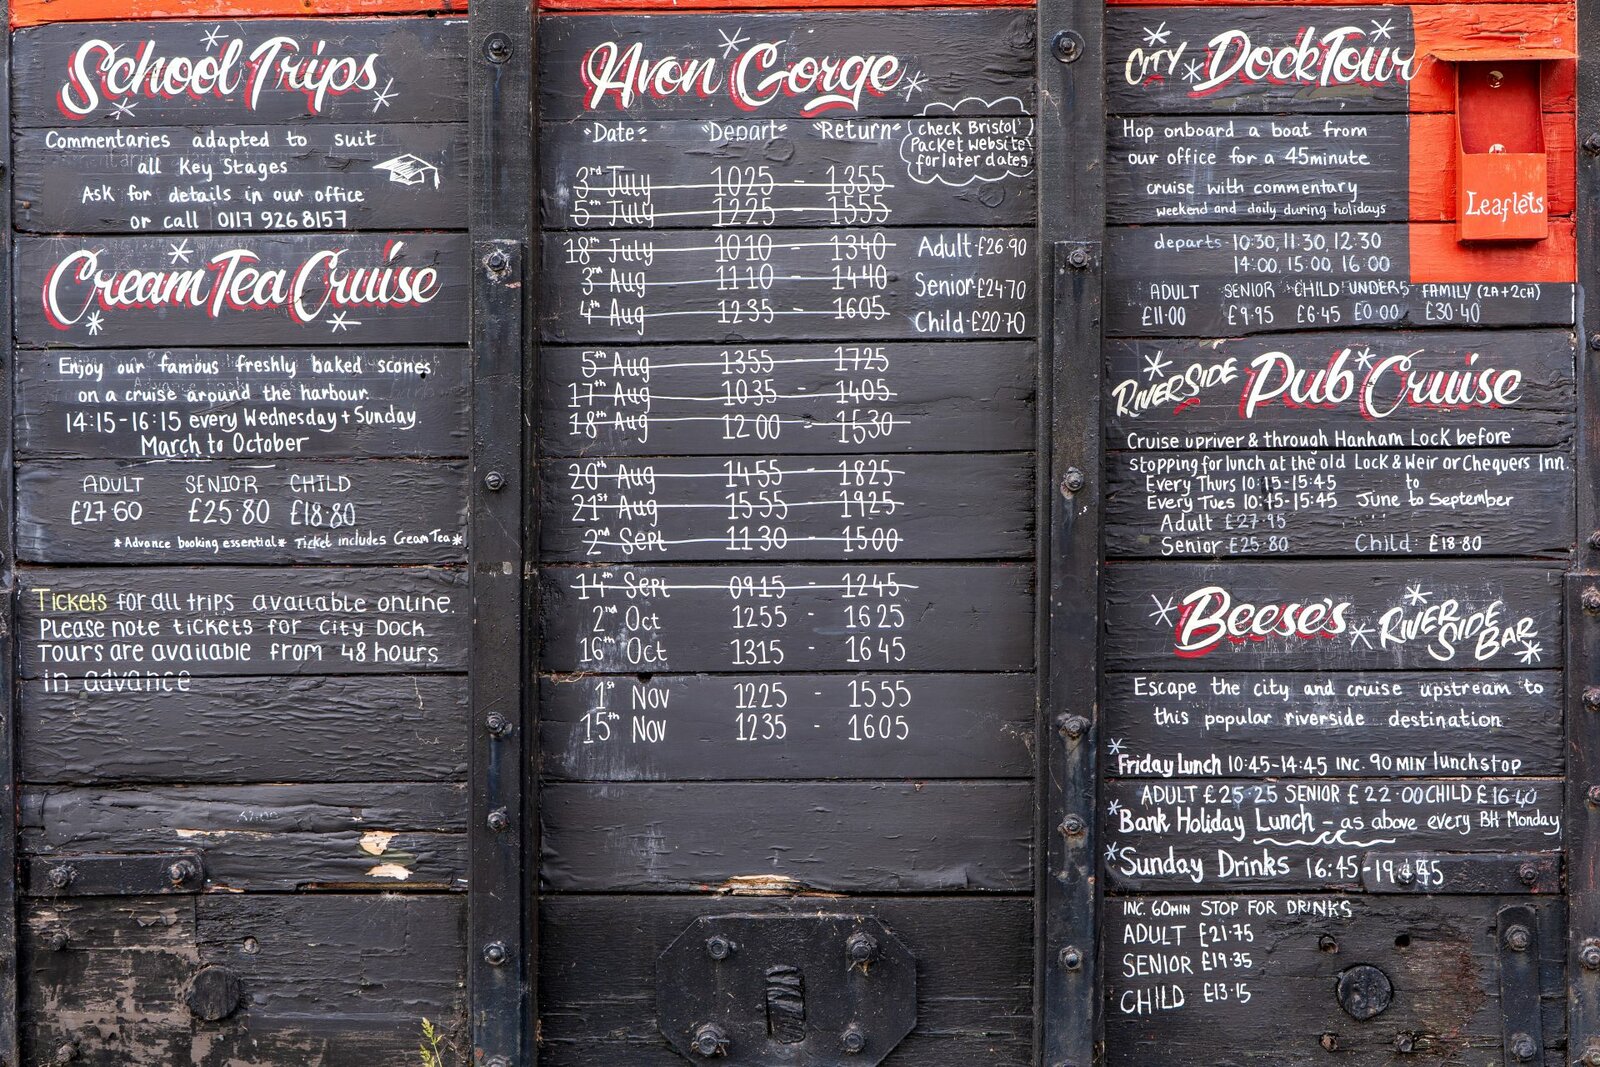 School Trips
Commentaries adapted to suit
all Key Stages
Ask for details in our office
or call 0117 926 8157
Cream Tea Cruise
Enjoy our famous freshly baked scones
on a cruise around the harbour.
14:15-16:15 every Wednesday + Sunday.
March to October
ADULT SENIOR CHILD
£27.60 £25.80 £18.80
*Advance booking essential* Ticket includes Cream Tea*
Tickets for all trips available online.
Please note tickets for City Dock
Tours are available from 48 hours
in advance
Avon Gorge
"Date" "Depart" "Return"
check Bristol
Packet website
for later dates
3rd July 1025 - 1355
5th July 1225 - 1555
18th July 1010 - 1340
3rd Aug 1110 - 1440
4th Aug 1235 - 1605
Adult £26.90
Senior £24.70
Child £20.70
5th Aug 1355 - 1725
17th Aug 1035 - 1405
18th Aug 1200 - 1530
20th Aug 1455 - 1825
21st Aug 1555 - 1925
2nd Sept 1130 - 1500
14th Sept 0915 - 1245
2nd Oct 1255 - 1625
16th Oct 1315 - 1645
1st Nov 1225 - 1555
15th Nov 1235 - 1605
City Dock Tour
Hop onboard a boat from
our office for a 45minute
cruise with commentary
weekend and daily during holidays
departs 10:30, 11:30, 12:30
14:00, 15:00, 16:00
ADULT SENIOR CHILD UNDER 5 FAMILY (2A+2CH)
£11.00 £9.95 £6.45 £0.00 £30.40
Leaflets
Riverside Pub Cruise
Cruise upriver & through Hanham Lock before
stopping for lunch at the old Lock & Weir or Chequers Inn.
Every Thurs 10:15-15:45 to
Every Tues 10:15-15:45 June to September
Adult £27.95
Senior £25.80 Child £18.80
Beese's Riverside Bar
Escape the city and cruise upstream to
this popular riverside destination
*Friday Lunch 10:45-14:45 INC. 90 MIN lunchstop
ADULT £25.25 SENIOR £22.00 CHILD £16.40
*Bank Holiday Lunch - as above every BH Monday
*Sunday Drinks 16:45-19:45
INC. 60MIN STOP FOR DRINKS
ADULT £21.75
SENIOR £19.35
CHILD £13.15